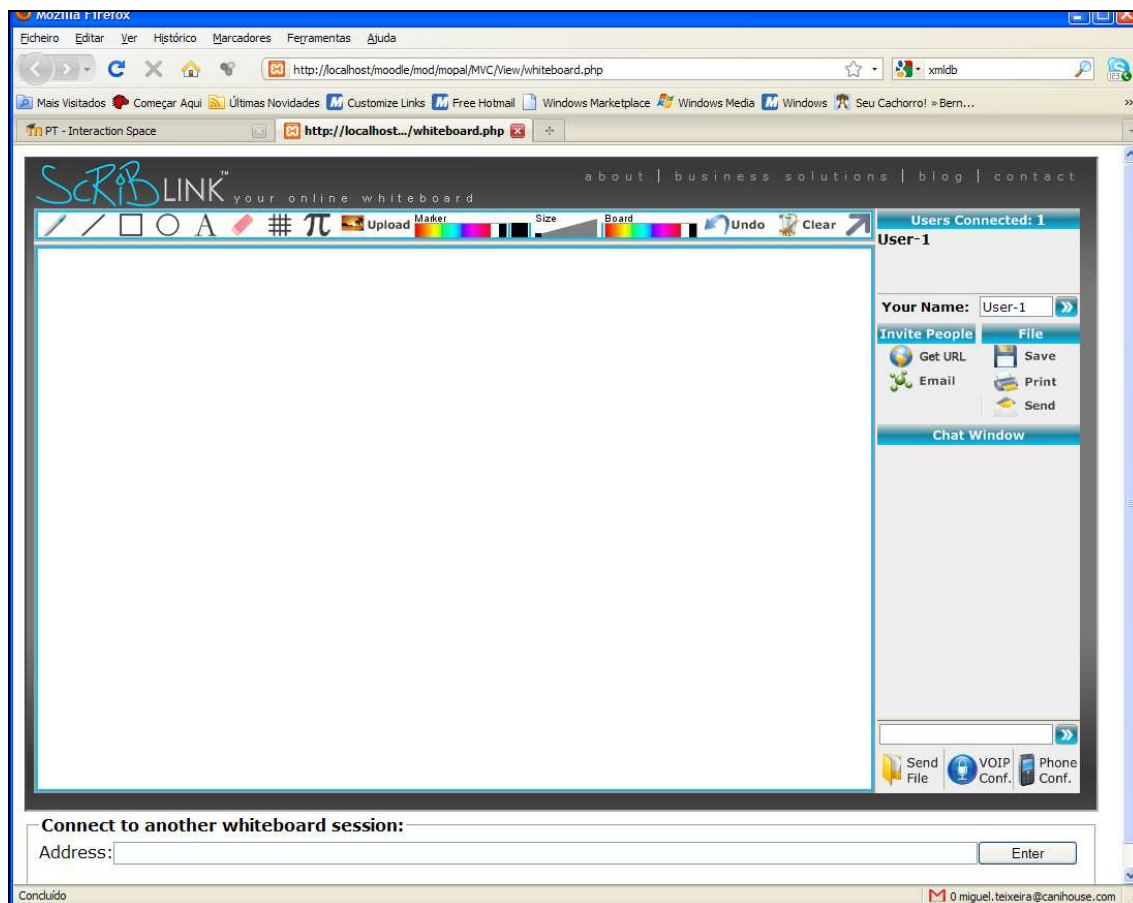 Mozilla Firefox
Ficheiro Editar Ver Histórico Marcadores Ferramentas Ajuda
http://localhost/moodle/mod/mopal/MVC/View/whiteboard.php xmldb
Mais Visitados Começar Aqui Últimas Novidades Customize Links Free Hotmail Windows Marketplace Windows Media Windows Seu Cachorro! » Bern... »
PT - Interaction Space http://localhost.../whiteboard.php
SCRiBLINK™ your online whiteboard
about | business solutions | blog | contact
A π Upload Marker Size Board Undo Clear
Users Connected: 1
User-1
Your Name: User-1
Invite People File
Get URL Save
Email Print
Send
Chat Window
Send File VOIP Conf. Phone Conf.
Connect to another whiteboard session:
Address: Enter
Concluído 0 miguel.teixeira@canihouse.com